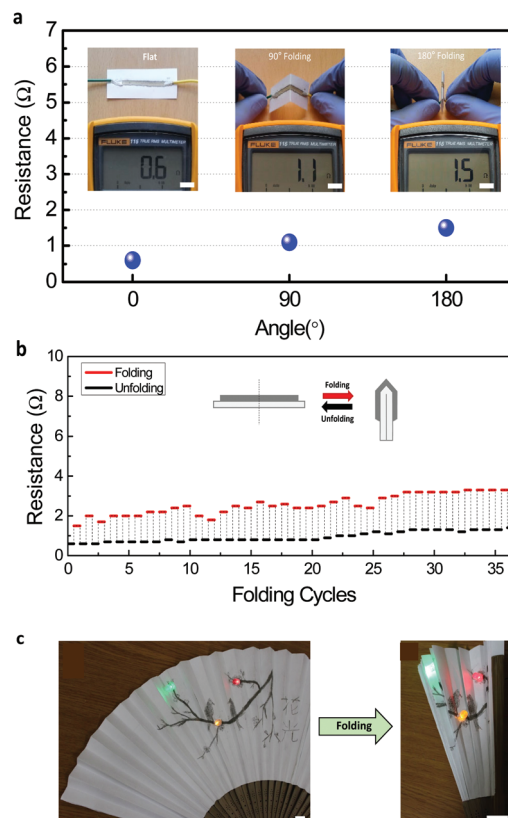 a
Resistance (Ω)
7
6
5
4
3
2
1
0
Flat
90° Folding
180° Folding
FLUKE 116 TRUE RMS MULTIMETER
FLUKE 116 TRUE RMS MULTIMETER
FLUKE 116 TRUE RMS MULTIMETER
0.6
1.1
1.5
0 90 180
Angle(°)
b
Resistance (Ω)
10
8
6
4
2
0
Folding
Unfolding
Folding
Unfolding
0 5 10 15 20 25 30 35
Folding Cycles
c
Folding